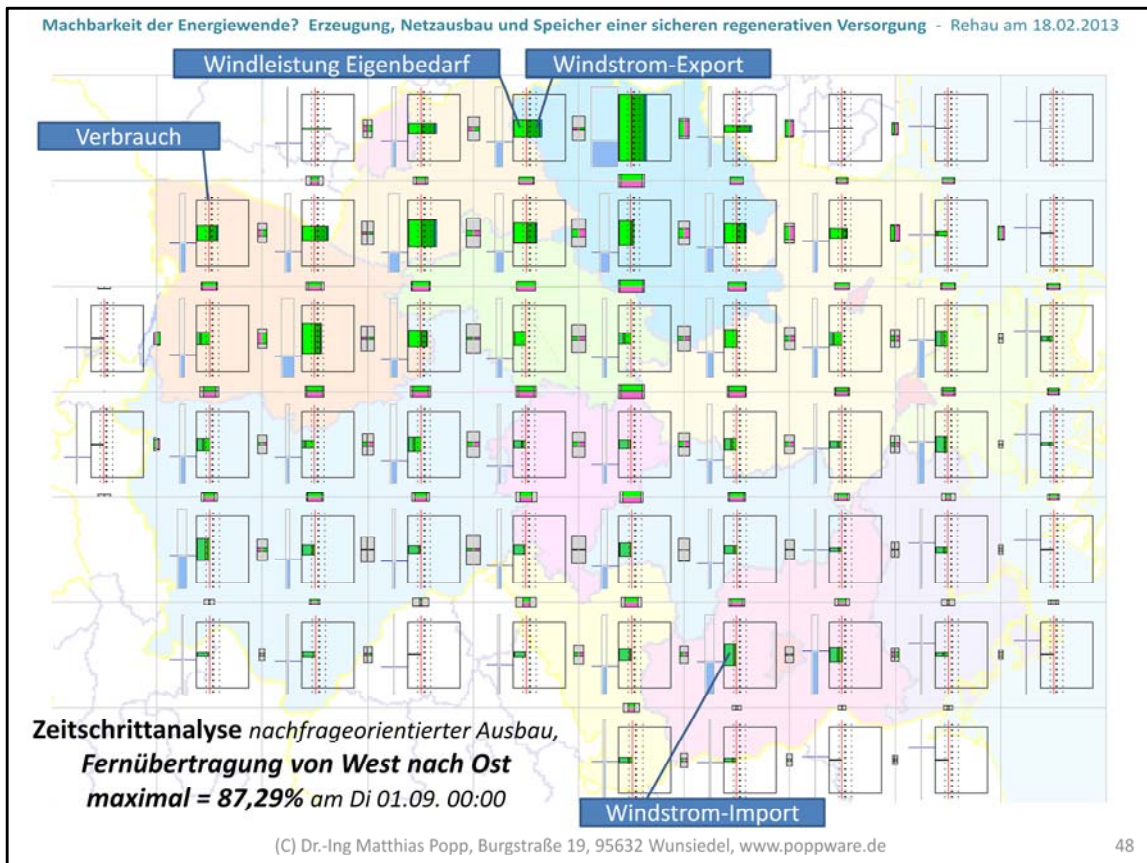 Machbarkeit der Energiewende? Erzeugung, Netzausbau und Speicher einer sicheren regenerativen Versorgung - Rehau am 18.02.2013
Windleistung Eigenbedarf
Windstrom-Export
Verbrauch
Zeitschrittanalyse nachfrageorientierter Ausbau,
Fernübertragung von West nach Ost
maximal = 87,29% am Di 01.09. 00:00
Windstrom-Import
(C) Dr.-Ing Matthias Popp, Burgstraße 19, 95632 Wunsiedel, www.poppware.de
48